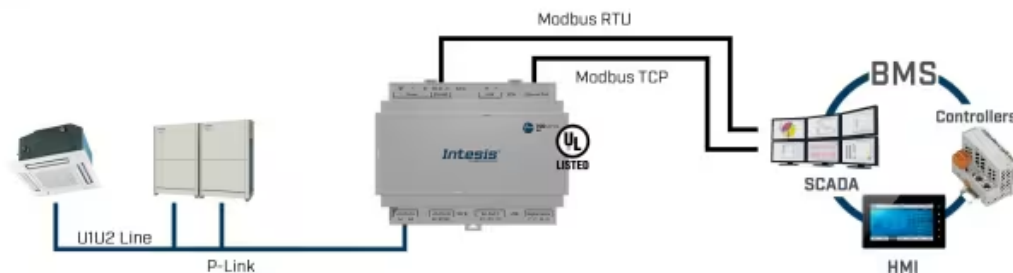 Modbus RTU
Modbus TCP
BMS
Controllers
Intesis
UL
LISTED
SCADA
U1U2 Line
P-Link
HMI